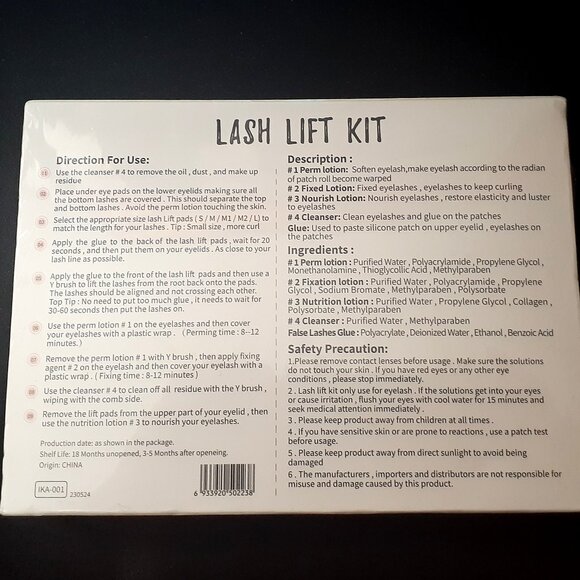 LASH LIFT KIT
Direction For Use:
01 Use the cleanser # 4 to remove the oil , dust , and make up
residue
02 Place under eye pads on the lower eyelids making sure all
the bottom lashes are covered . This should separate the top
and bottom lashes . Avoid the perm lotion touching the skin.
03 Select the appropriate size lash Lift pads ( S / M / M1 / M2 / L) to
match the length for your lashes . Tip : Small size , more curl
04 Apply the glue to the back of the lash lift pads , wait for 20
seconds , and then put them on your eyelids . As close to your
lash line as possible.
05 Apply the glue to the front of the lash lift pads and then use a
Y brush to lift the lashes from the root back onto the pads.
The lashes should be aligned and not crossing each other.
Top Tip : No need to put too much glue , it needs to wait for
30-60 seconds then put the lashes on.
06 Use the perm lotion # 1 on the eyelashes and then cover
your eyelashes with a plastic wrap . ( Perming time : 8--12
minutes.)
07 Remove the perm lotion # 1 with Y brush , then apply fixing
agent # 2 on the eyelash and then cover your eyelash with a
plastic wrap . ( Fixing time : 8-12 minutes )
08 Use the cleanser # 4 to clean off all residue with the Y brush ,
wiping with the comb side.
09 Remove the lift pads from the upper part of your eyelid , then
use the nutrition lotion # 3 to nourish your eyelashes.
Production date: as shown in the package.
Shelf Life: 18 Months unopened, 3-5 Months after openeing.
Origin: CHINA
IKA-001 230524
6 933920 502238
Description :
# 1 Perm lotion: Soften eyelash,make eyelash according to the radian
of patch roll become warped
# 2 Fixed Lotion: Fixed eyelashes , eyelashes to keep curling
# 3 Nourish Lotion: Nourish eyelashes , restore elasticity and luster
to eyelashes
# 4 Cleanser: Clean eyelashes and glue on the patches
Glue: Used to paste silicone patch on upper eyelid , eyelashes on
the patches
Ingredients :
# 1 Perm lotion : Purified Water , Polyacrylamide , Propylene Glycol ,
Monethanolamine , Thioglycollic Acid , Methylparaben
# 2 Fixation lotion : Purified Water , Polyacrylamide , Propylene
Glycol , Sodium Bromate , Methylparaben , Polysorbate
# 3 Nutrition lotion : Purified Water , Propylene Glycol , Collagen ,
Polysorbate , Methylparaben
# 4 Cleanser : Purified Water , Methylparaben
False Lashes Glue : Polyacrylate , Deionized Water , Ethanol , Benzoic Acid
Safety Precaution:
1.Please remove contact lenses before usage . Make sure the solutions
do not touch your skin . If you have red eyes or any other eye
conditions , please stop immediately.
2 . Lash lift kit only use for eyelash . If the solutions get into your eyes
or cause irritation , flush your eyes with cool water for 15 minutes and
seek medical attention immediately .
3 . Please keep product away from children at all times .
4 . If you have sensitive skin or are prone to reactions , use a patch test
before usage.
5 . Please keep product away from direct sunlight to avoid being
damaged
6 . The manufacturers , importers and distributors are not responsible for
misuse and damage caused by this product.